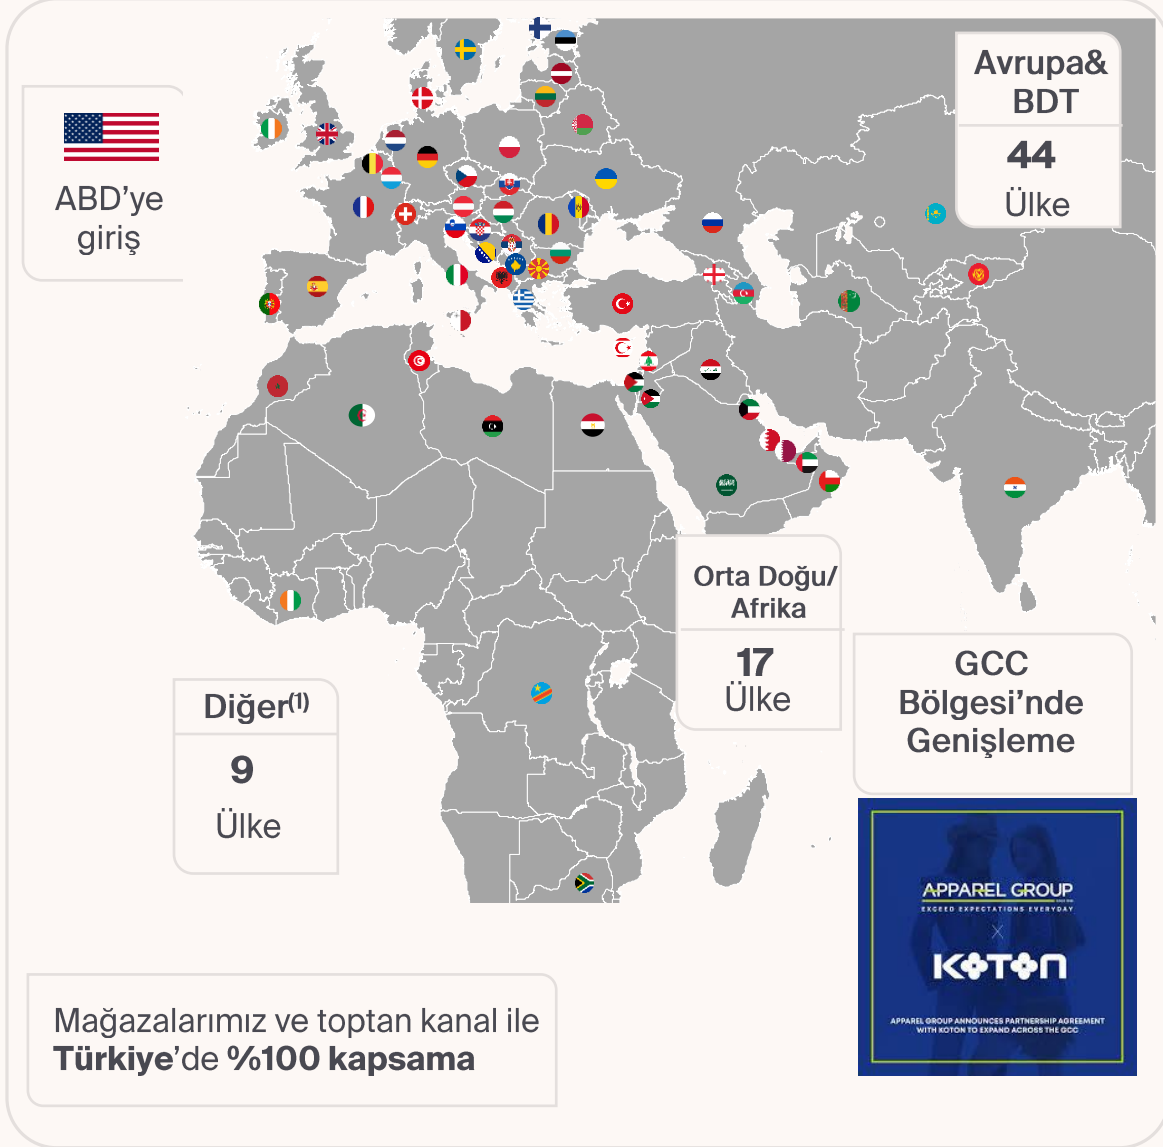 ABD’ye
giriş
Avrupa&
BDT
44
Ülke
Orta Doğu/
Afrika
17
Ülke
Diğer(1)
9
Ülke
GCC
Bölgesi’nde
Genişleme
APPAREL GROUP
EXCEED EXPECTATIONS EVERYDAY
X
KOTON
APPAREL GROUP ANNOUNCES PARTNERSHIP AGREEMENT
WITH KOTON TO EXPAND ACROSS THE GCC
Mağazalarımız ve toptan kanal ile
Türkiye’de %100 kapsama